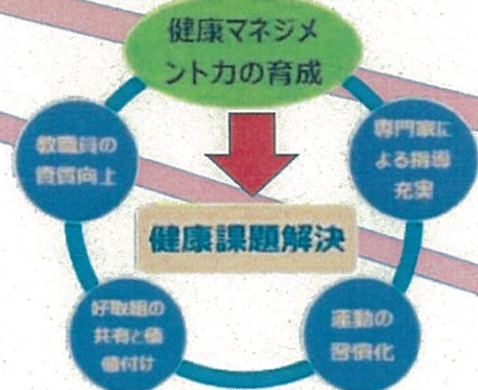 健康マネジメ
ント力の育成
教職員の
資質向上
専門家に
よる指導
充実
健康課題解決
好取組の
共有と価
値付け
運動の
習慣化